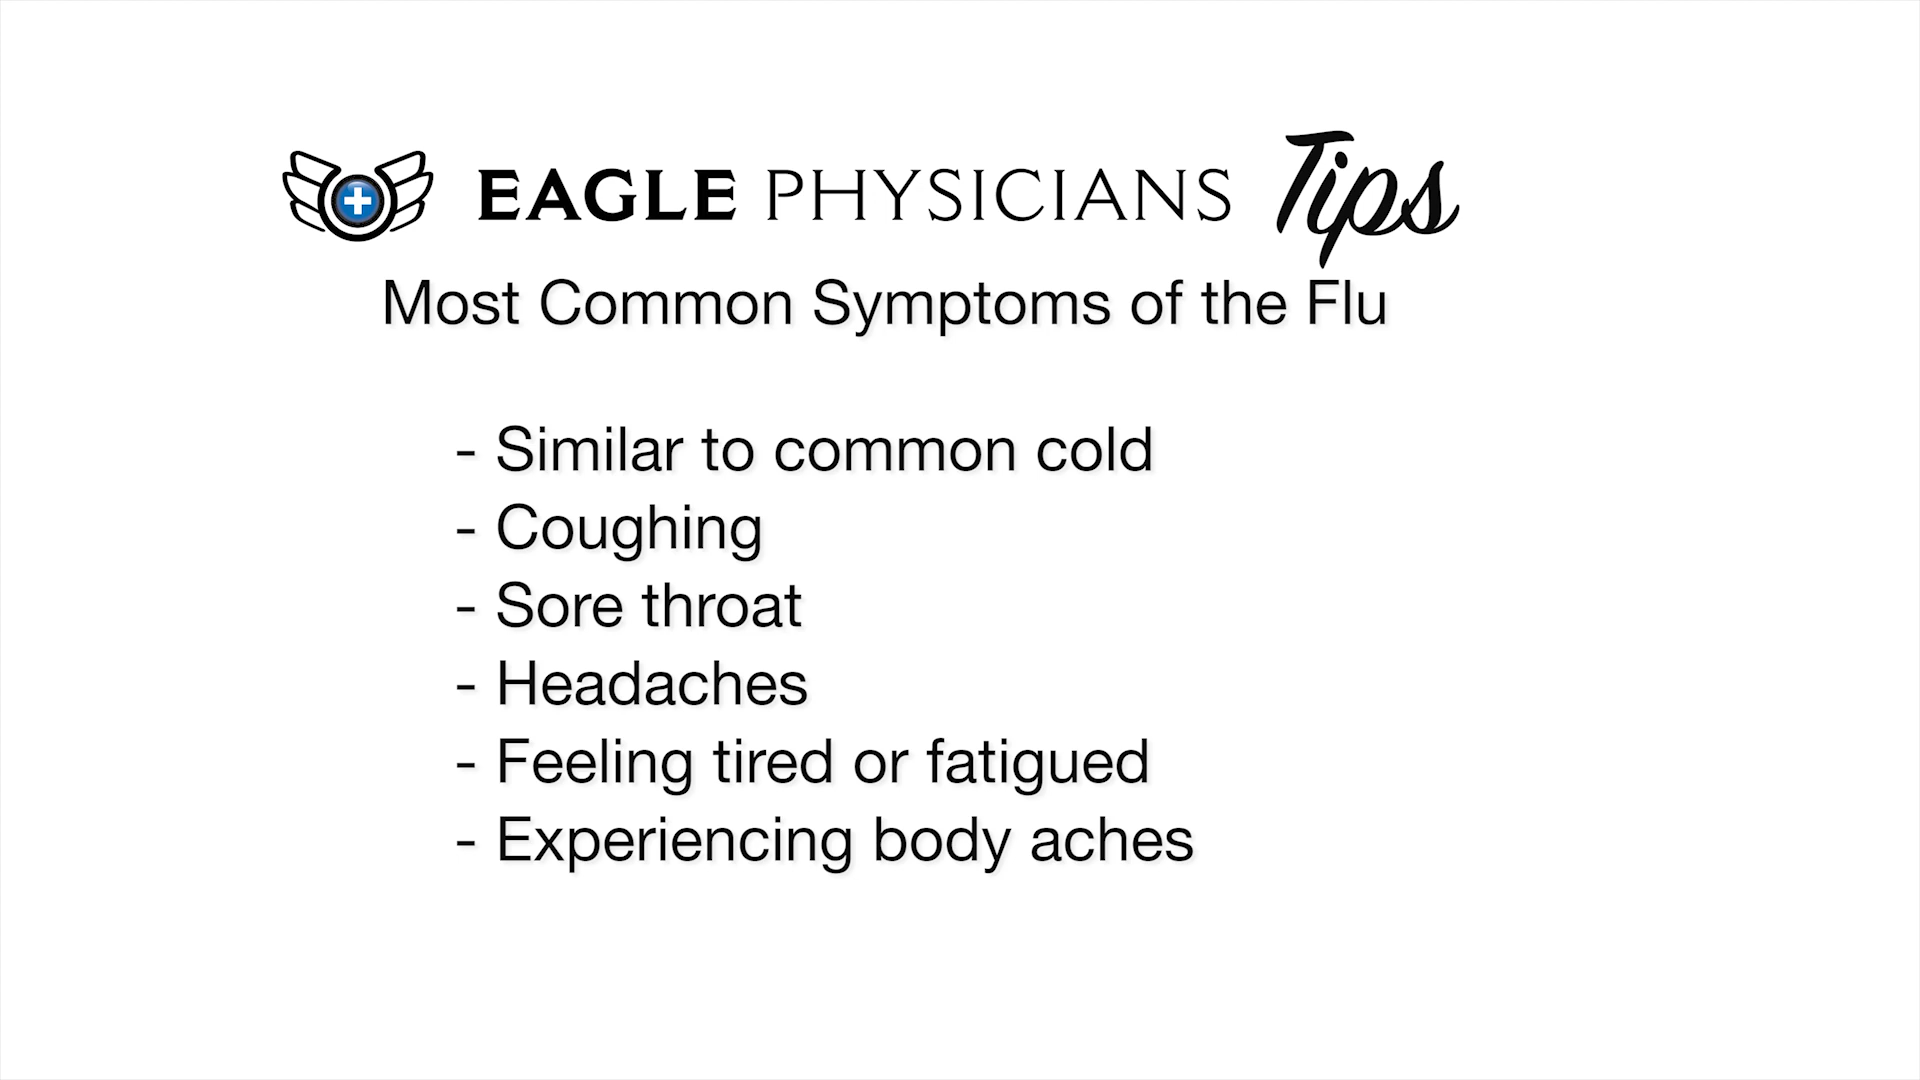 EAGLE PHYSICIANS Tips
Most Common Symptoms of the Flu
- Similar to common cold
- Coughing
- Sore throat
- Headaches
- Feeling tired or fatigued
- Experiencing body aches